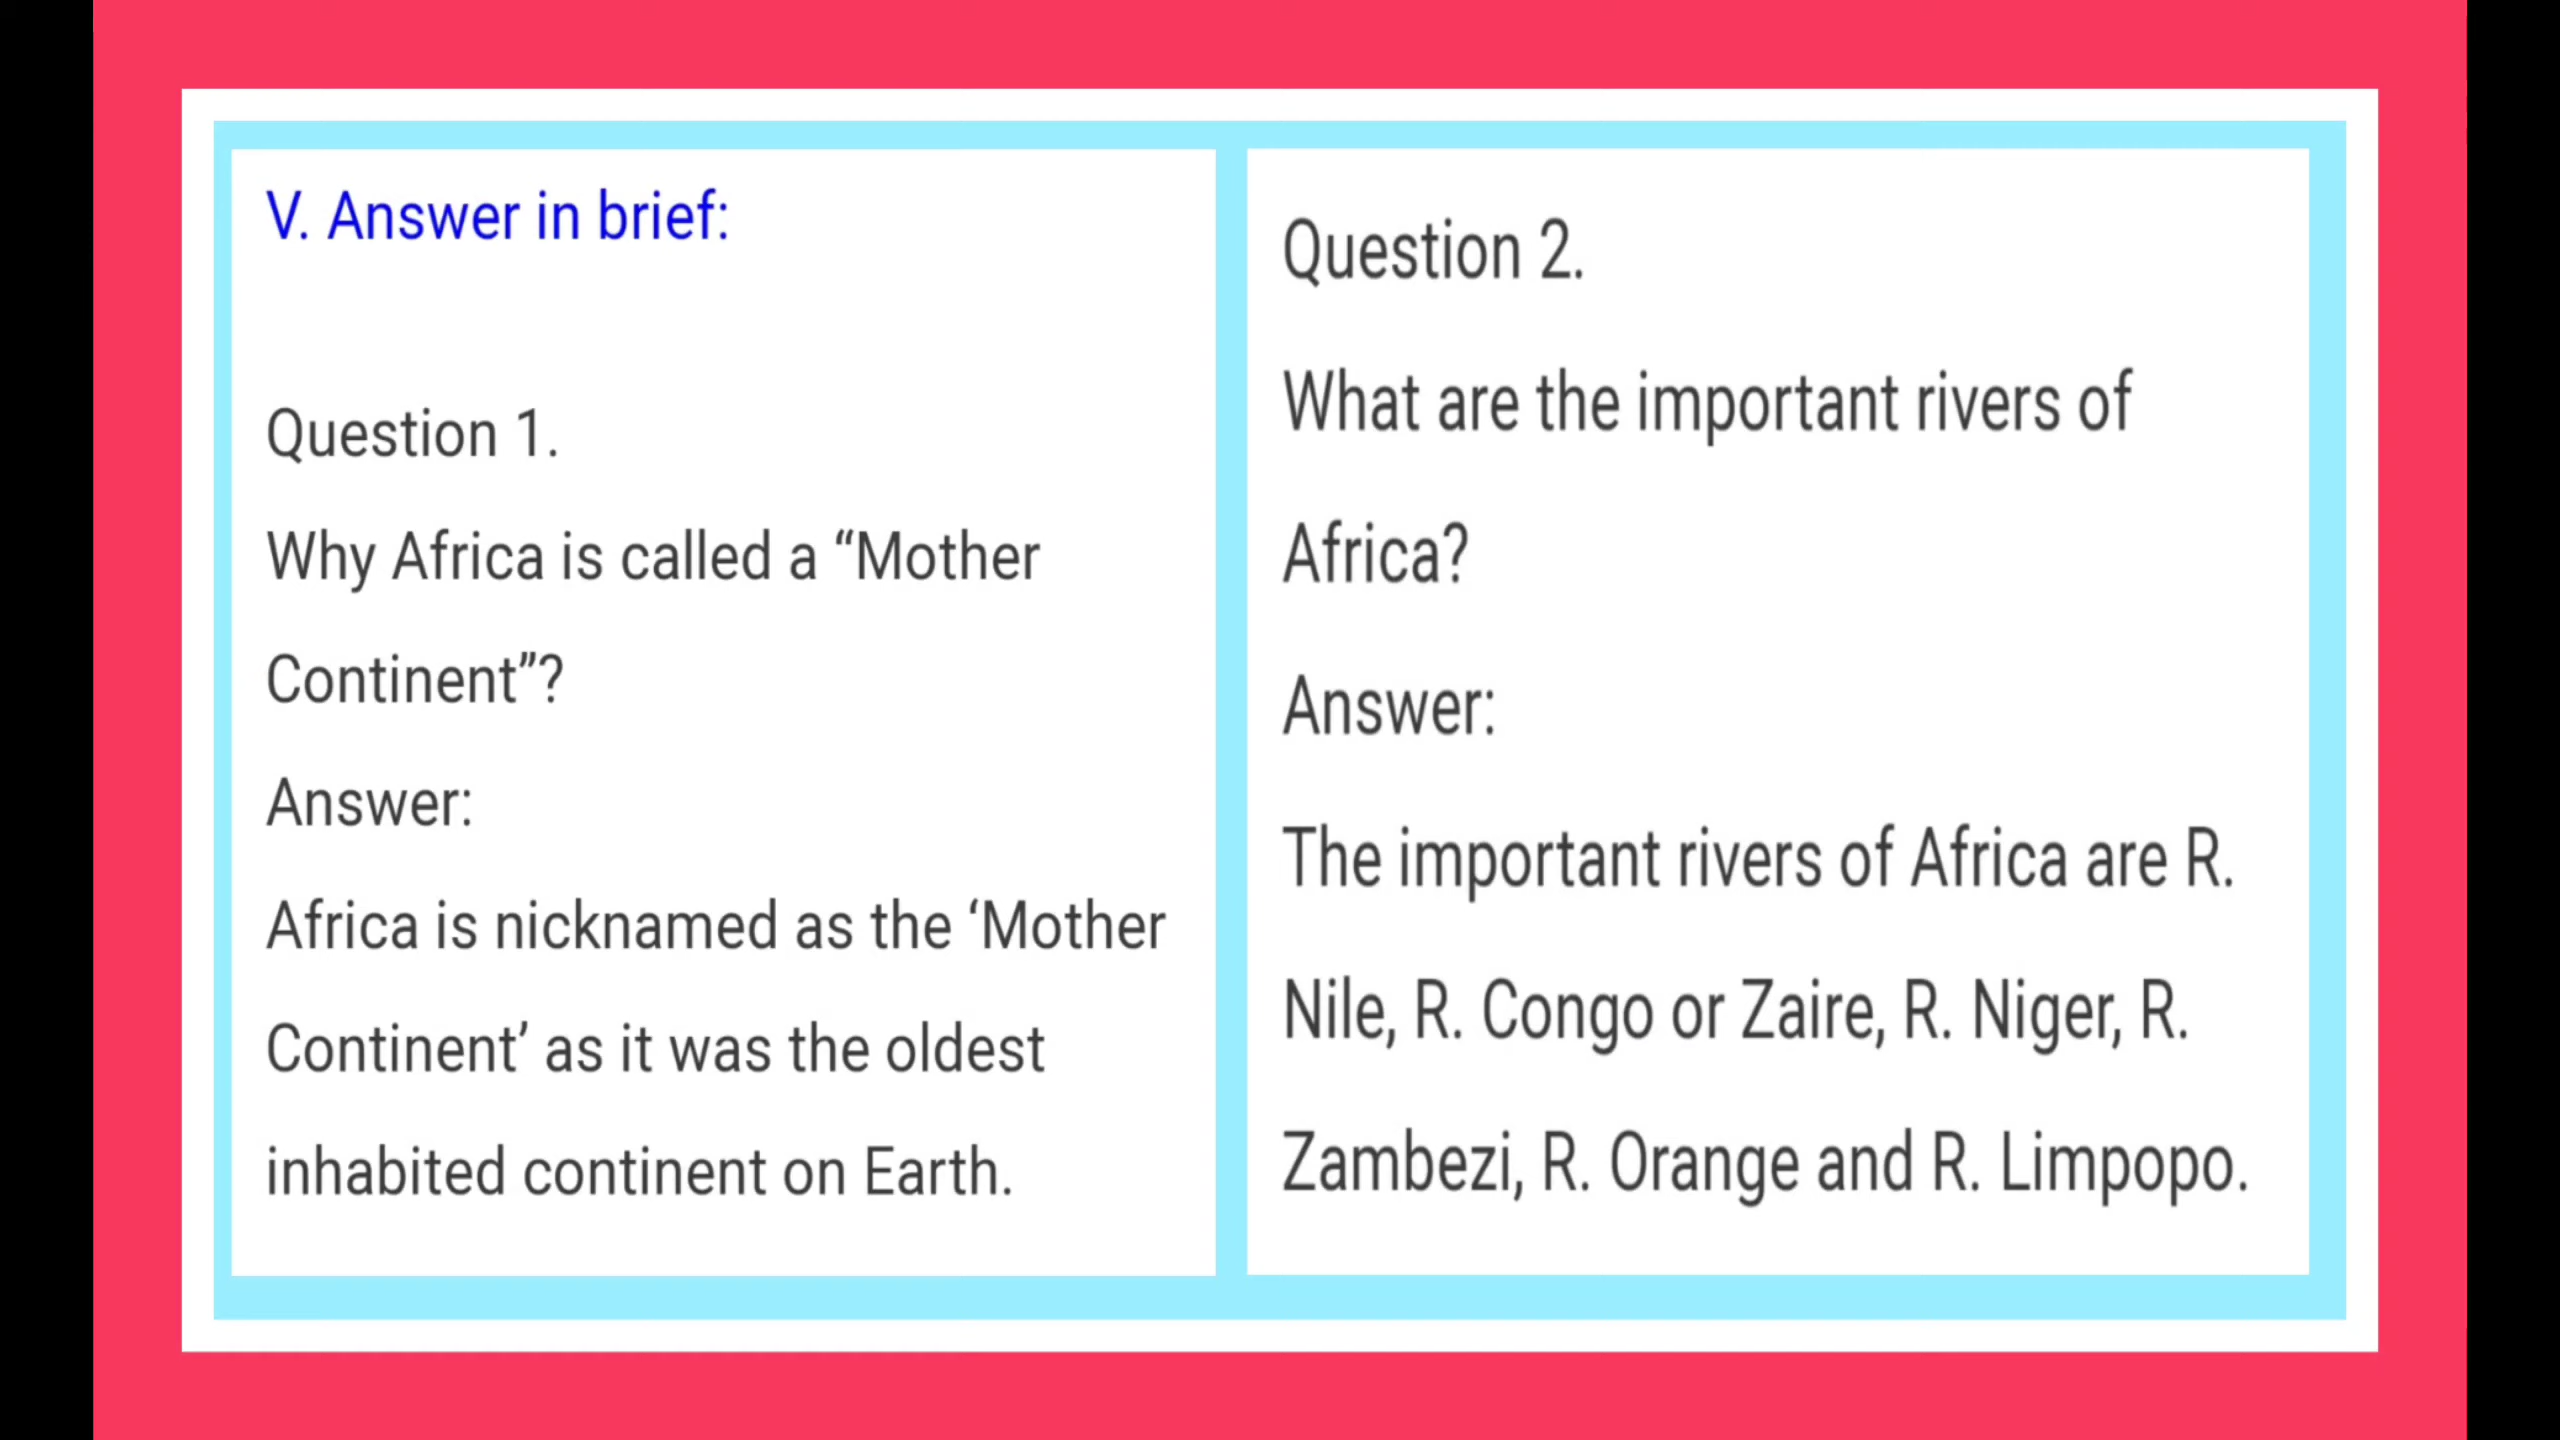 V. Answer in brief:
Question 1.
Why Africa is called a “Mother
Continent”?
Answer:
Africa is nicknamed as the ‘Mother
Continent’ as it was the oldest
inhabited continent on Earth.
Question 2.
What are the important rivers of
Africa?
Answer:
The important rivers of Africa are R.
Nile, R. Congo or Zaire, R. Niger, R.
Zambezi, R. Orange and R. Limpopo.